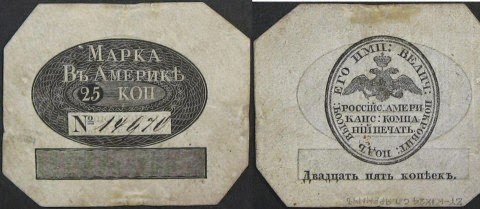 МАРКА
ВЪ АМЕРИКѢ
25 КОП
№ 14670
ПОДЪ ВЫСОЧ: ЕГО ИМП: ВЕЛИЧ: ПОКРОВИТ:
РОССІЙС. АМЕРИ
КАНС: КОМПА
НІИ ПЕЧАТЬ.
Двадцать пять копѣекъ.